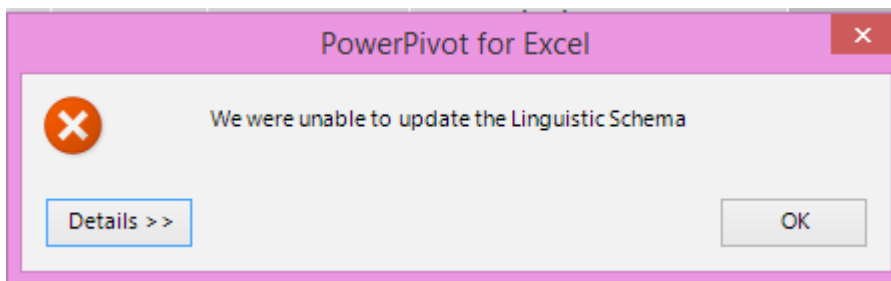 PowerPivot for Excel
We were unable to update the Linguistic Schema
Details >>
OK